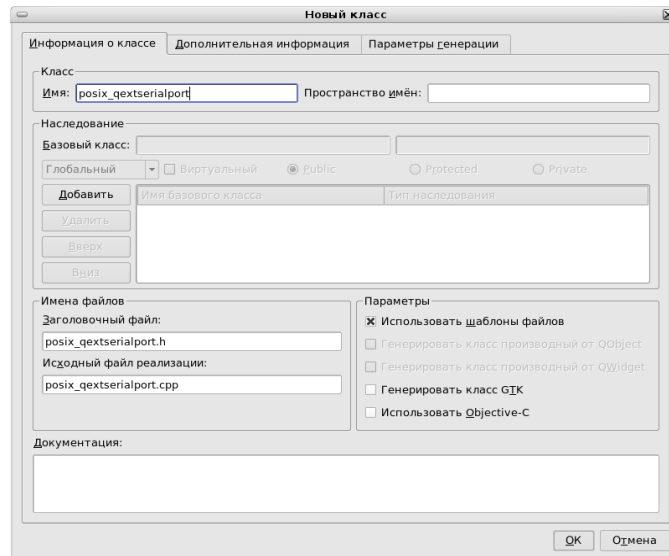 Новый класс
Информация о классе Дополнительная информация Параметры генерации
Класс
Имя: posix_qextserialport Пространство имён:
Наследование
Базовый класс:
Глобальный Виртуальный Public Protected Private
Добавить Имя базового класса Тип наследования
Удалить
Вверх
Вниз
Имена файлов
Заголовочный файл:
posix_qextserialport.h
Исходный файл реализации:
posix_qextserialport.cpp
Параметры
Использовать шаблоны файлов
Генерировать класс производный от QObject
Генерировать класс производный от QWidget
Генерировать класс GTK
Использовать Objective-C
Документация:
OK Отмена